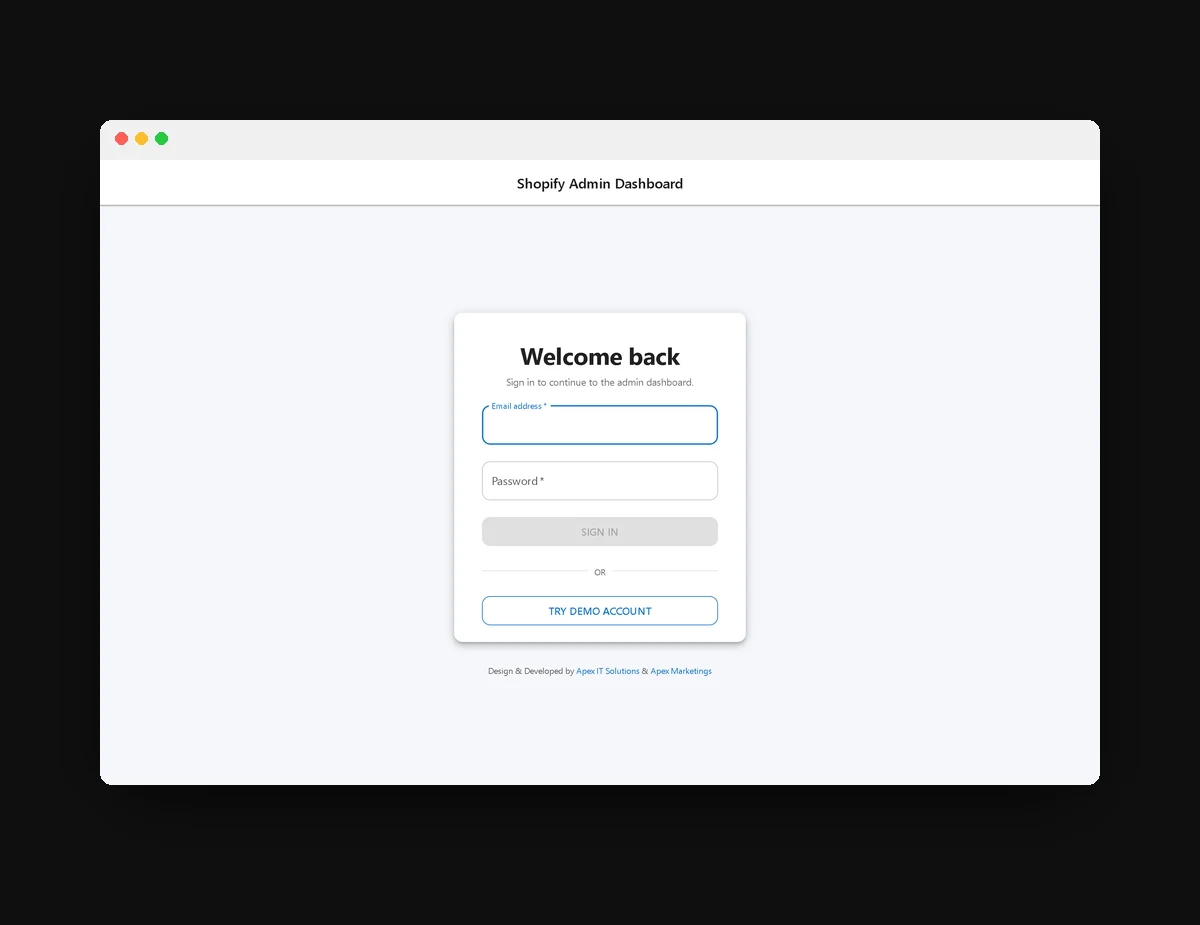 Shopify Admin Dashboard
Welcome back
Sign in to continue to the admin dashboard.
Email address *
Password *
SIGN IN
OR
TRY DEMO ACCOUNT
Design & Developed by Apex IT Solutions & Apex Marketings